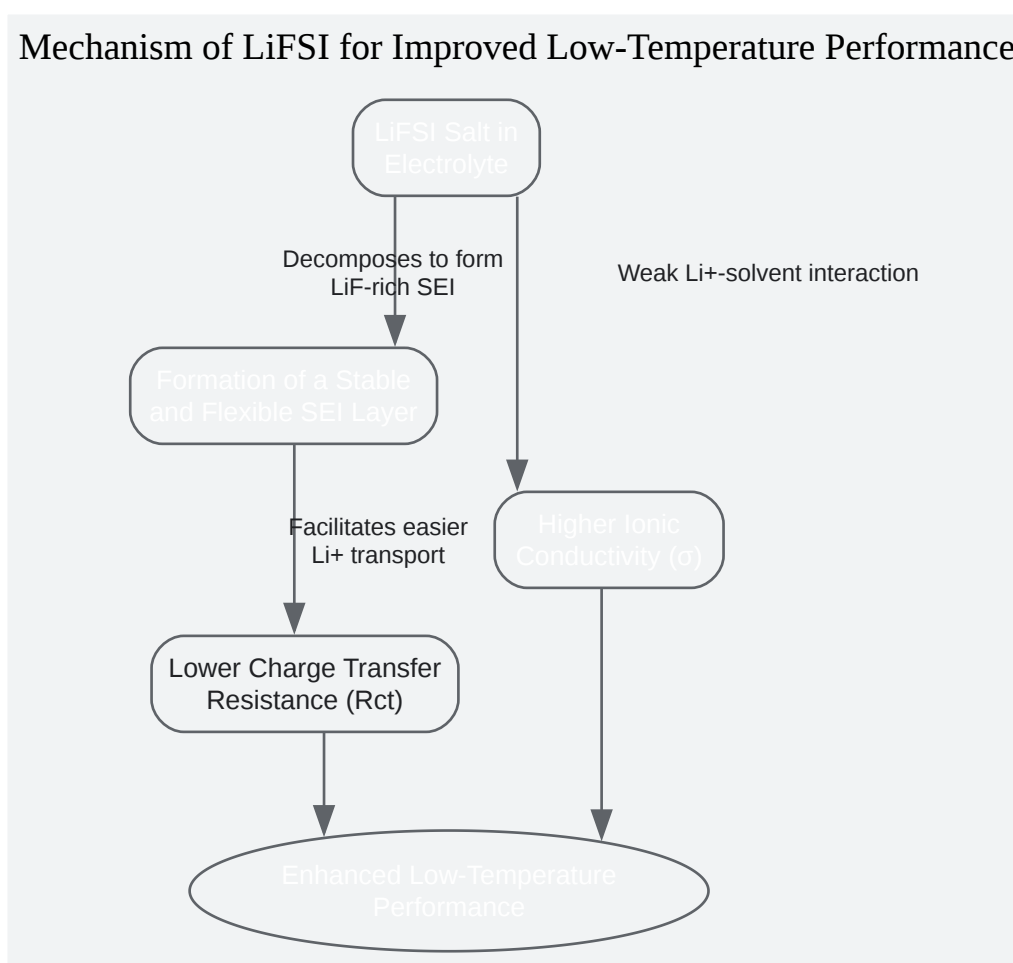 Mechanism of LiFSI for Improved Low-Temperature Performance
LiFSI Salt in
Electrolyte
Decomposes to form
LiF-rich SEI
Weak Li+-solvent interaction
Formation of a Stable
and Flexible SEI Layer
Facilitates easier
Li+ transport
Higher Ionic
Conductivity (σ)
Lower Charge Transfer
Resistance (Rct)
Enhanced Low-Temperature
Performance